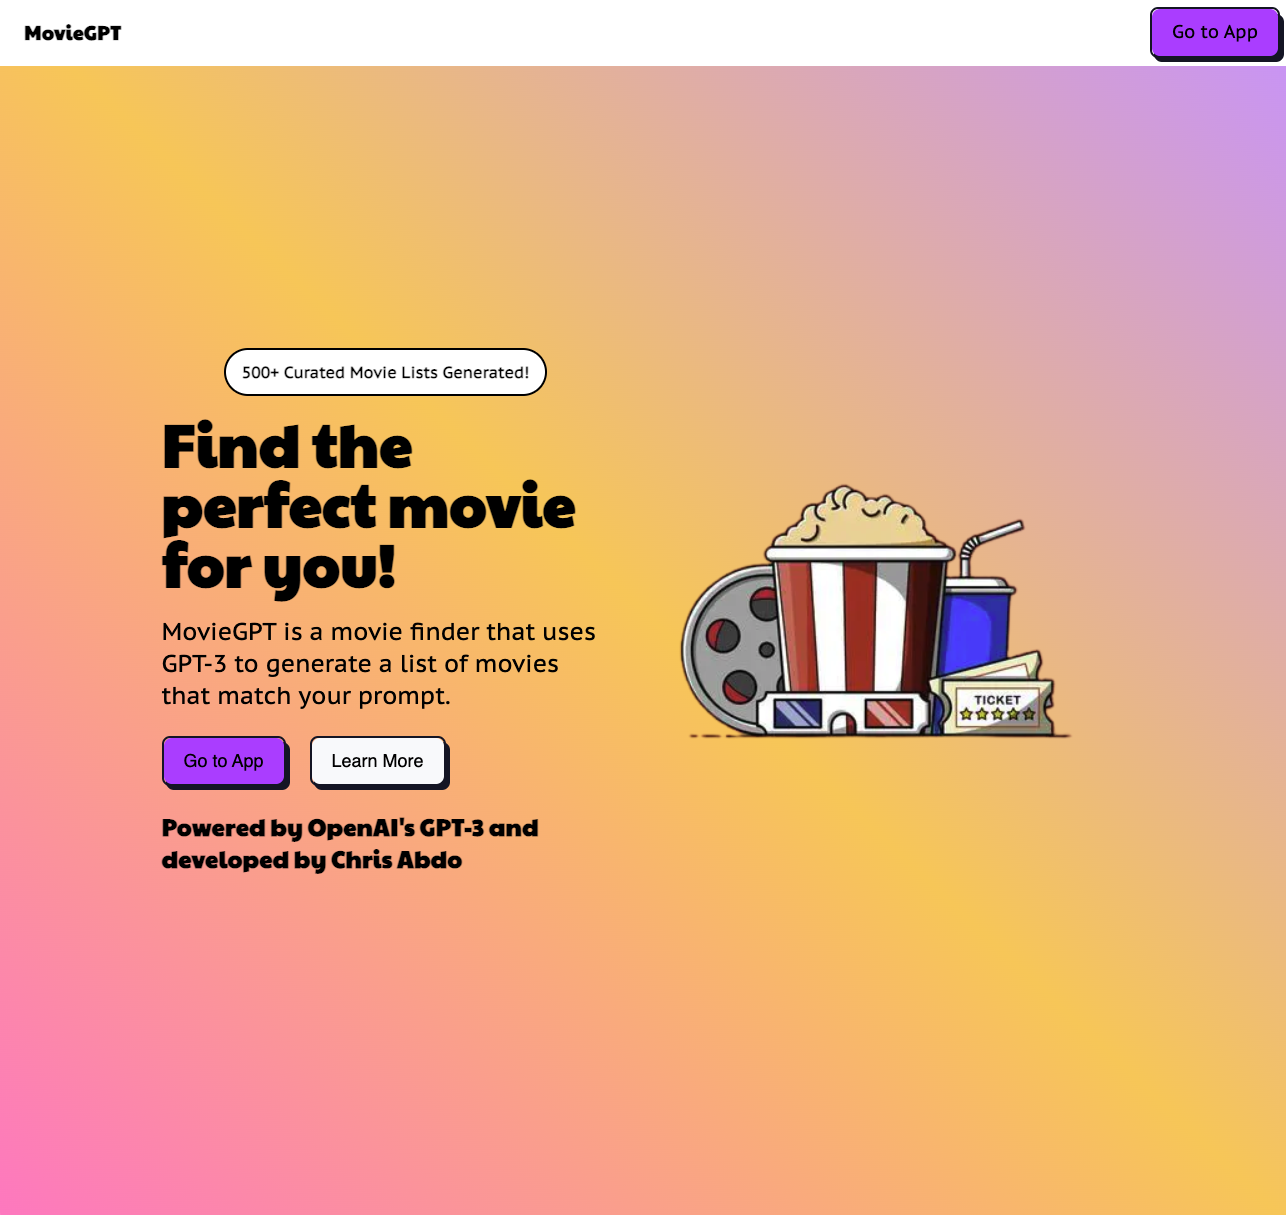 MovieGPT
Go to App
500+ Curated Movie Lists Generated!
Find the
perfect movie
for you!
MovieGPT is a movie finder that uses
GPT-3 to generate a list of movies
that match your prompt.
Go to App
Learn More
Powered by OpenAI's GPT-3 and
developed by Chris Abdo
TICKET